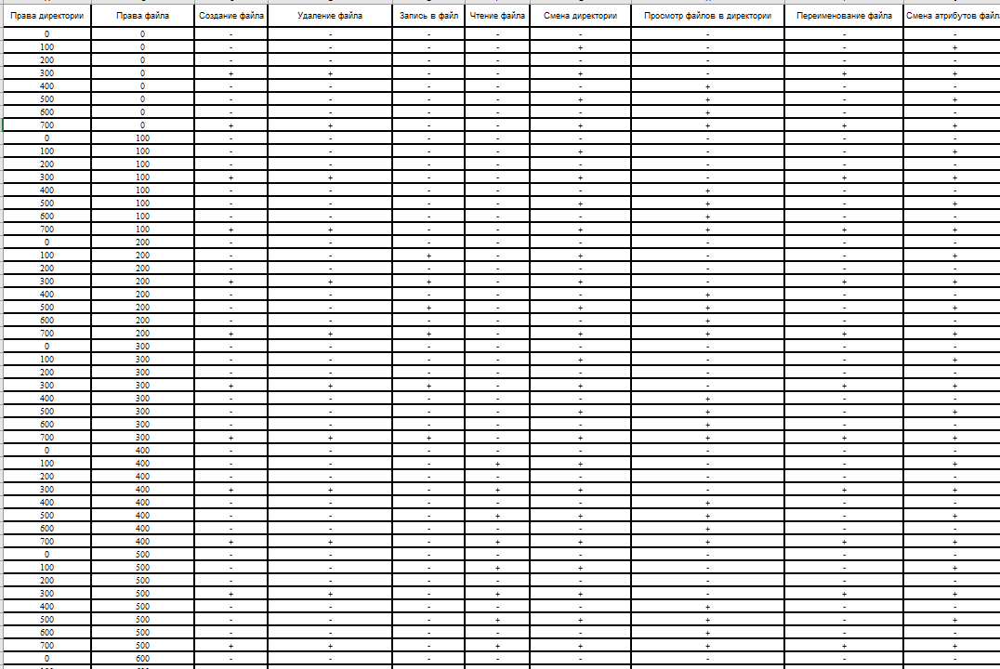 Права директории Права файла Создание файла Удаление файла Запись в файл Чтение файла Смена директории Просмотр файлов в директории Переименование файла Смена атрибутов файла
0 0 - - - - - - - -
100 0 - - - - + - - +
200 0 - - - - - - - -
300 0 + + - - + - + +
400 0 - - - - - + - -
500 0 - - - - + + - +
600 0 - - - - - + - -
700 0 + + - - + + + +
0 100 - - - - - - - -
100 100 - - - - + - - +
200 100 - - - - - - - -
300 100 + + - - + - + +
400 100 - - - - - + - -
500 100 - - - - + + - +
600 100 - - - - - + - -
700 100 + + - - + + + +
0 200 - - - - - - - -
100 200 - - + - + - - +
200 200 - - - - - - - -
300 200 + + + - + - + +
400 200 - - - - - + - -
500 200 - - + - + + - +
600 200 - - - - - + - -
700 200 + + + - + + + +
0 300 - - - - - - - -
100 300 - - - - + - - +
200 300 - - - - - - - -
300 300 + + + - + - + +
400 300 - - - - - + - -
500 300 - - - - + + - +
600 300 - - - - - + - -
700 300 + + + - + + + +
0 400 - - - - - - - -
100 400 - - - + + - - +
200 400 - - - - - - - -
300 400 + + - + + - + +
400 400 - - - - - + - -
500 400 - - - + + + - +
600 400 - - - - - + - -
700 400 + + - + + + + +
0 500 - - - - - - - -
100 500 - - - + + - - +
200 500 - - - - - - - -
300 500 + + - + + - + +
400 500 - - - - - + - -
500 500 - - - + + + - +
600 500 - - - - - + - -
700 500 + + - + + + + +
0 600 - - - - - - - -